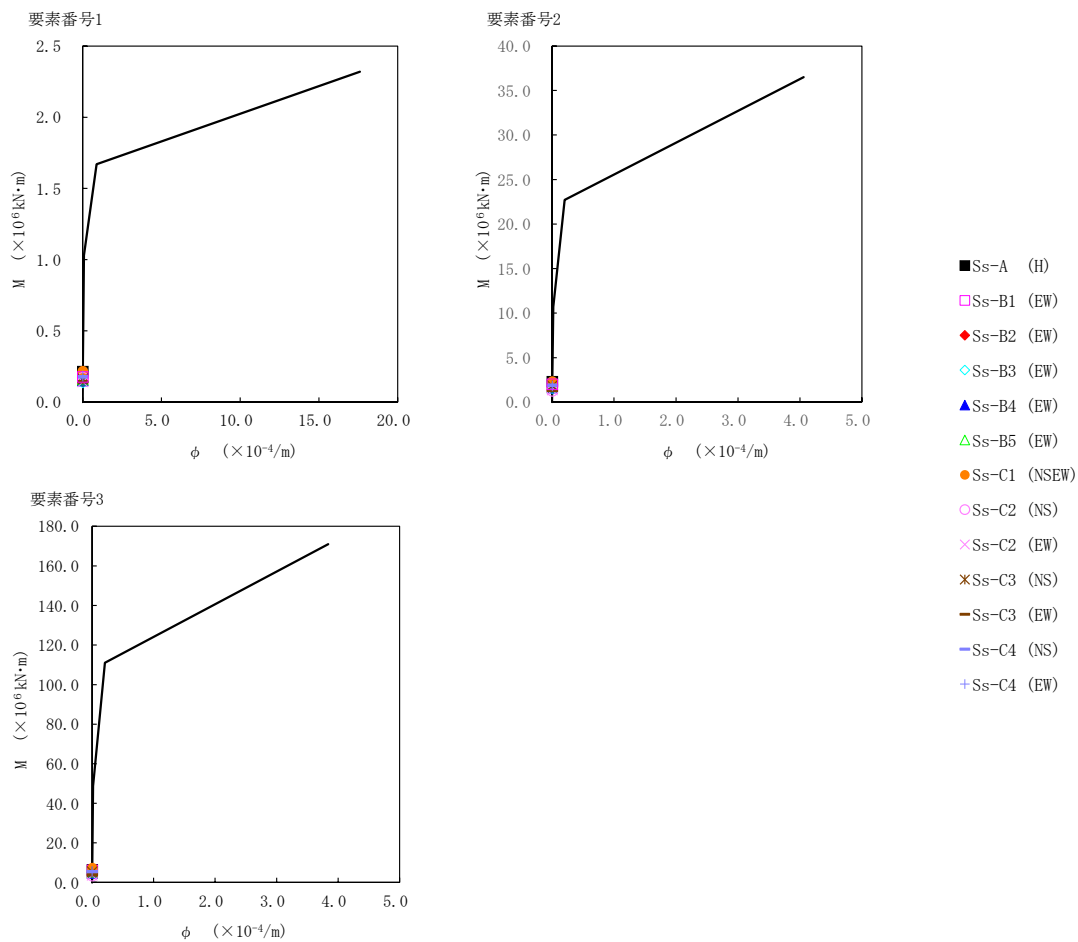 要素番号1
2.5
2.0
1.5
1.0
0.5
0.0
M (×10⁶kN・m)
0.0 5.0 10.0 15.0 20.0
φ (×10⁻⁴/m)
要素番号2
40.0
35.0
30.0
25.0
20.0
15.0
10.0
5.0
0.0
M (×10⁶kN・m)
0.0 1.0 2.0 3.0 4.0 5.0
φ (×10⁻⁴/m)
要素番号3
180.0
160.0
140.0
120.0
100.0
80.0
60.0
40.0
20.0
0.0
M (×10⁶kN・m)
0.0 1.0 2.0 3.0 4.0 5.0
φ (×10⁻⁴/m)
Ss-A (H)
Ss-B1 (EW)
Ss-B2 (EW)
Ss-B3 (EW)
Ss-B4 (EW)
Ss-B5 (EW)
Ss-C1 (NSEW)
Ss-C2 (NS)
Ss-C2 (EW)
Ss-C3 (NS)
Ss-C3 (EW)
Ss-C4 (NS)
Ss-C4 (EW)